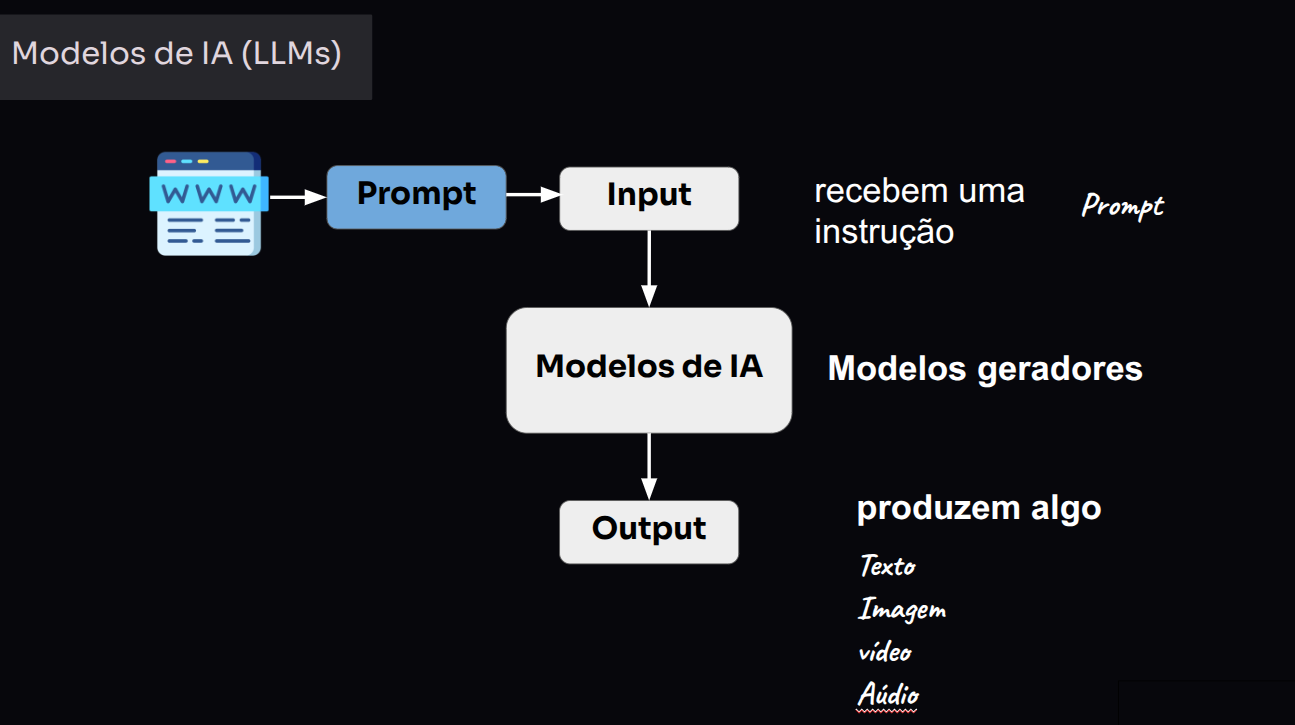 Modelos de IA (LLMs)
WWW
Prompt
Input
recebem uma
instrução
Prompt
Modelos de IA
Modelos geradores
Output
produzem algo
Texto
Imagem
vídeo
Aúdio